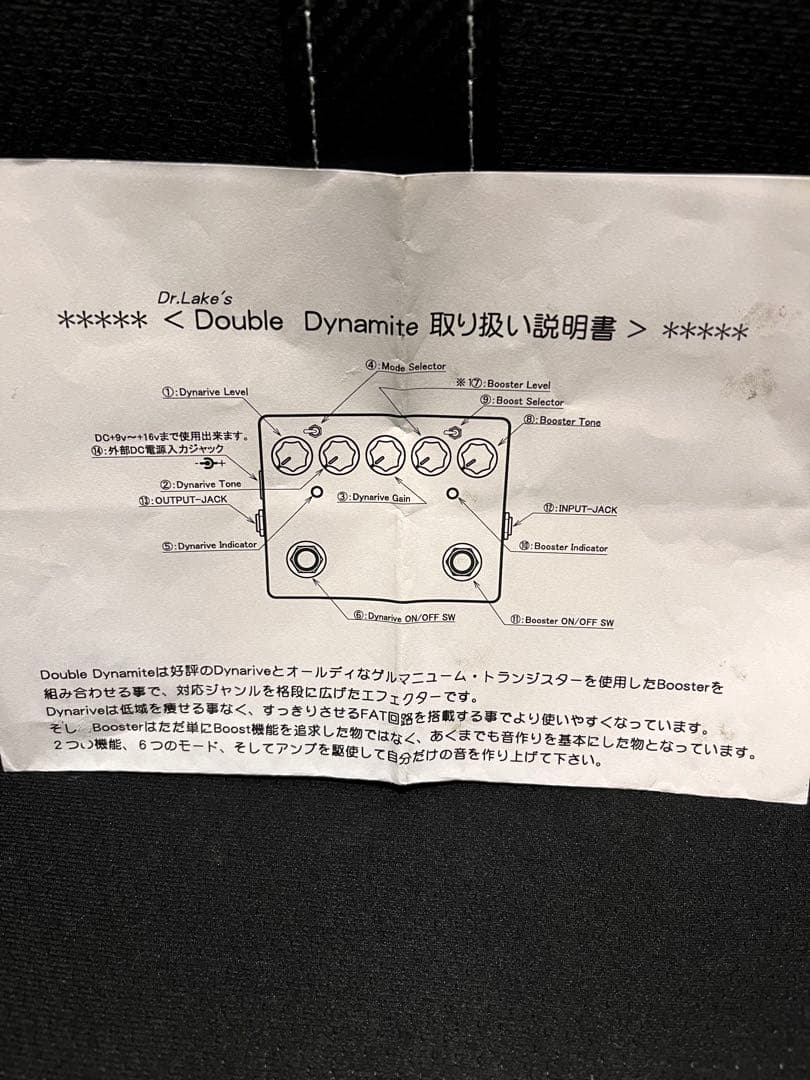 Dr.Lake's
***** < Double Dynamite 取り扱い説明書 > *****
④:Mode Selector
①:Dynarive Level
※1⑦:Booster Level
⑨:Boost Selector
⑧:Booster Tone
DC+9v〜+16vまで使用出来ます。
⑭:外部DC電源入力ジャック
- +
②:Dynarive Tone
⑬:OUTPUT-JACK
③:Dynarive Gain
⑫:INPUT-JACK
⑤:Dynarive Indicator
⑩:Booster Indicator
⑥:Dynarive ON/OFF SW
⑪:Booster ON/OFF SW
Double Dynamiteは好評のDynariveとオールディなゲルマニューム・トランジスターを使用したBoosterを
組み合わせる事で、対応ジャンルを格段に広げたエフェクターです。
Dynariveは低域を痩せる事なく、すっきりさせるFAT回路を搭載する事でより使いやすくなっています。
そし Boosterはただ単にBoost機能を追求した物ではなく、あくまでも音作りを基本にした物となっています。
2つの機能、6つのモード、そしてアンプを駆使して自分だけの音を作り上げて下さい。